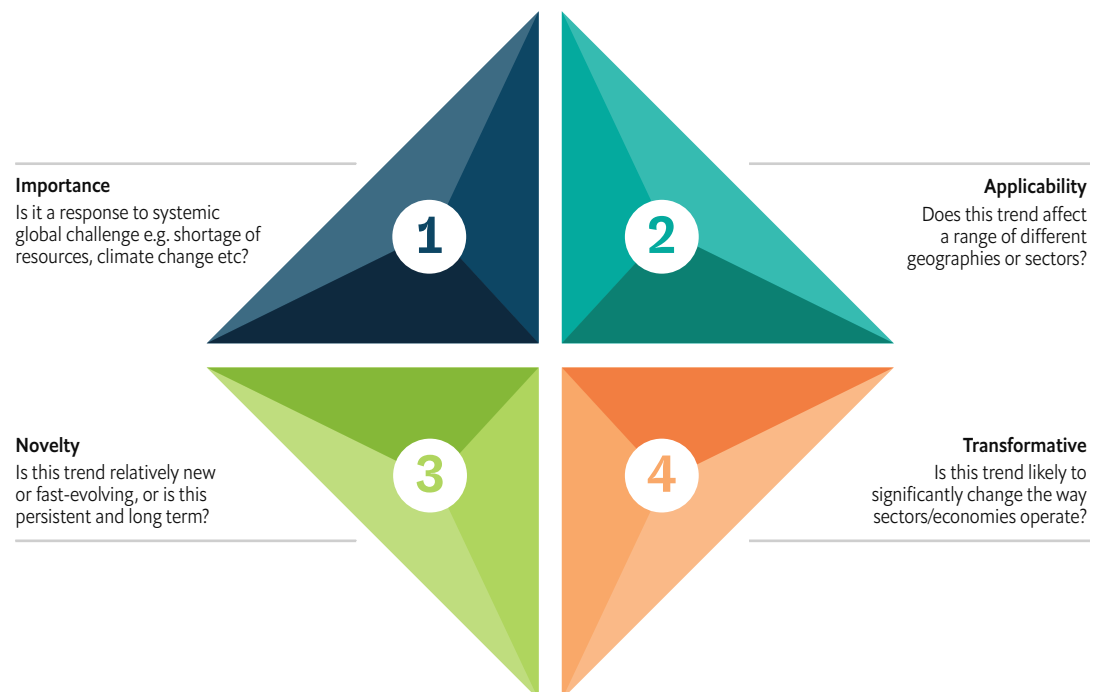 1
Importance
Is it a response to systemic
global challenge e.g. shortage of
resources, climate change etc?
2
Applicability
Does this trend affect
a range of different
geographies or sectors?
3
Novelty
Is this trend relatively new
or fast-evolving, or is this
persistent and long term?
4
Transformative
Is this trend likely to
significantly change the way
sectors/economies operate?